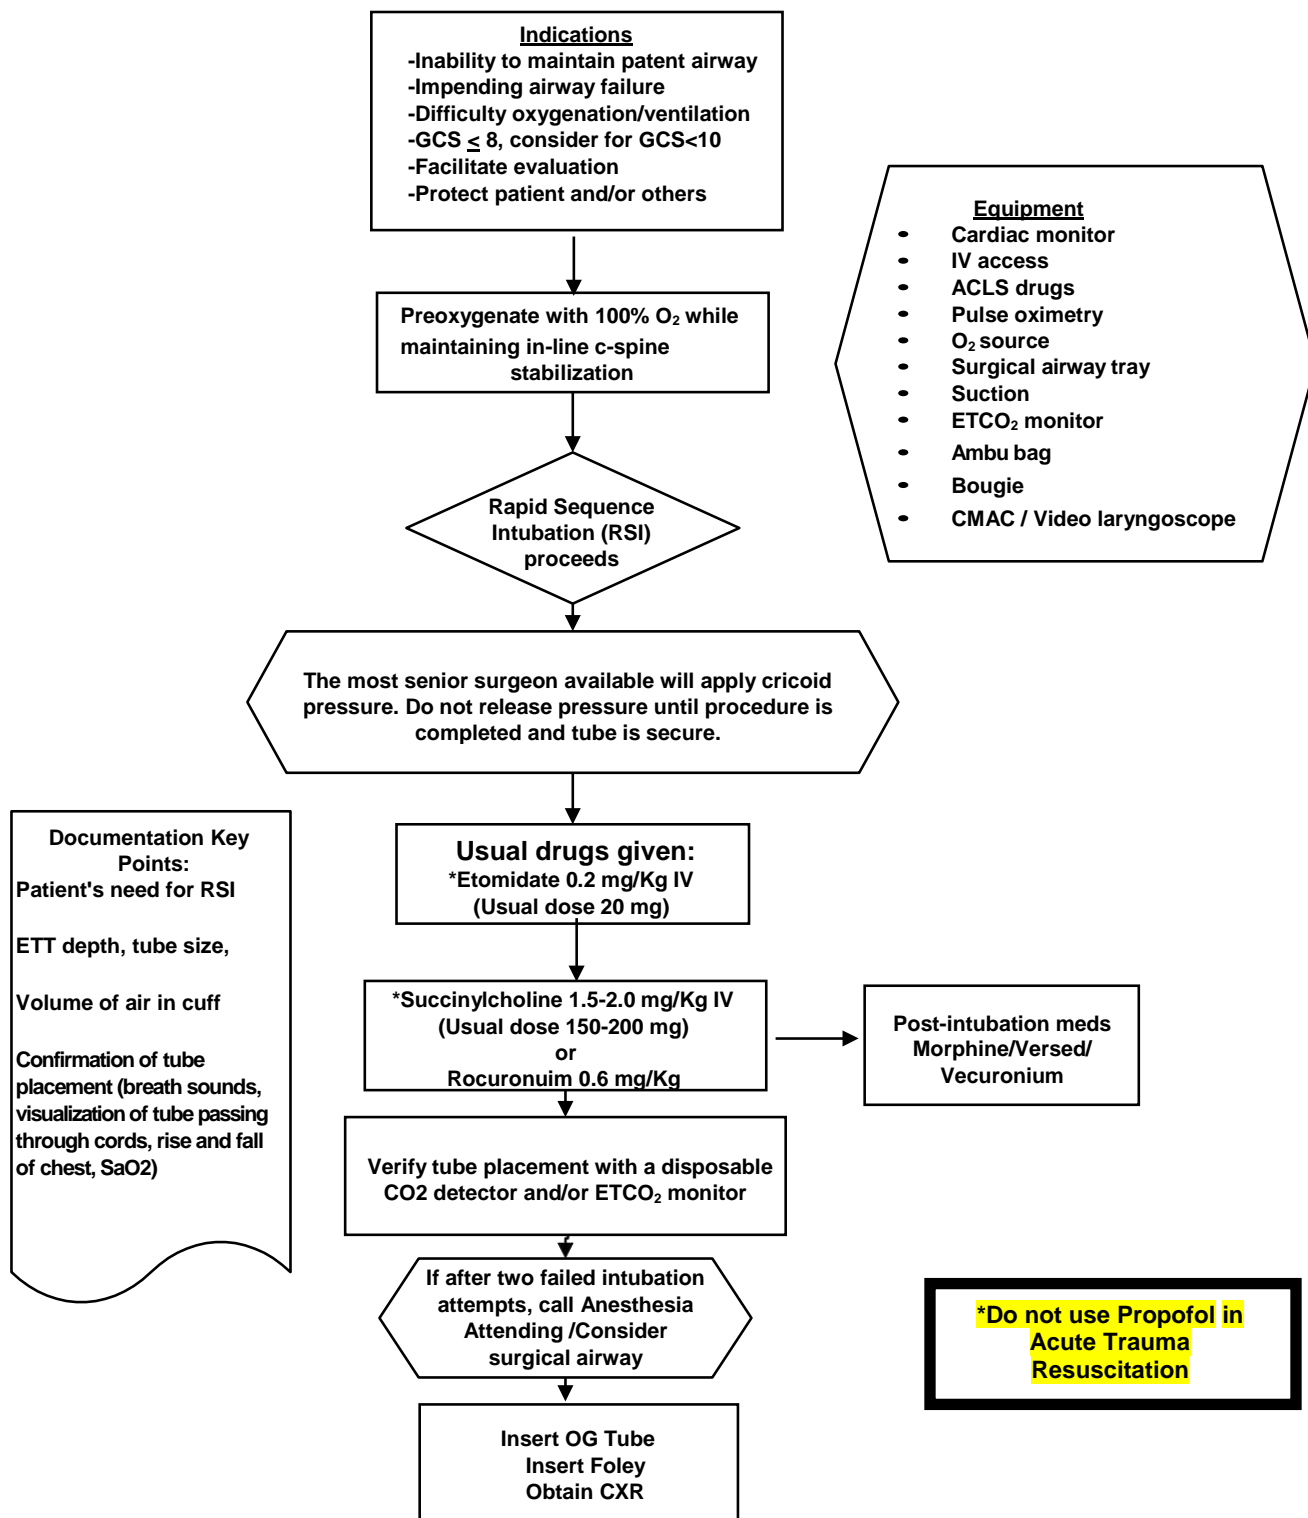 Indications
-Inability to maintain patent airway
-Impending airway failure
-Difficulty oxygenation/ventilation
-GCS ≤ 8, consider for GCS<10
-Facilitate evaluation
-Protect patient and/or others
Equipment
• Cardiac monitor
• IV access
• ACLS drugs
• Pulse oximetry
• O₂ source
• Surgical airway tray
• Suction
• ETCO₂ monitor
• Ambu bag
• Bougie
• CMAC / Video laryngoscope
Preoxygenate with 100% O₂ while
maintaining in-line c-spine
stabilization
Rapid Sequence
Intubation (RSI)
proceeds
The most senior surgeon available will apply cricoid
pressure. Do not release pressure until procedure is
completed and tube is secure.
Documentation Key
Points:
Patient's need for RSI
ETT depth, tube size,
Volume of air in cuff
Confirmation of tube
placement (breath sounds,
visualization of tube passing
through cords, rise and fall
of chest, SaO2)
Usual drugs given:
*Etomidate 0.2 mg/Kg IV
(Usual dose 20 mg)
*Succinylcholine 1.5-2.0 mg/Kg IV
(Usual dose 150-200 mg)
or
Rocuronuim 0.6 mg/Kg
Post-intubation meds
Morphine/Versed/
Vecuronium
Verify tube placement with a disposable
CO2 detector and/or ETCO₂ monitor
If after two failed intubation
attempts, call Anesthesia
Attending /Consider
surgical airway
*Do not use Propofol in
Acute Trauma
Resuscitation
Insert OG Tube
Insert Foley
Obtain CXR